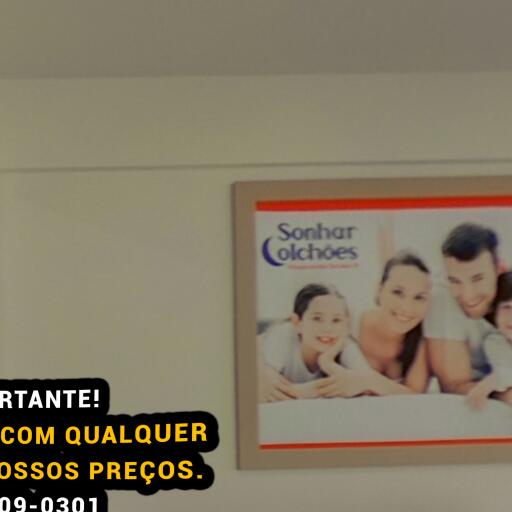 Sonhar
Colchões
RTANTE!
COM QUALQUER
OSSOS PREÇOS.
09-0301